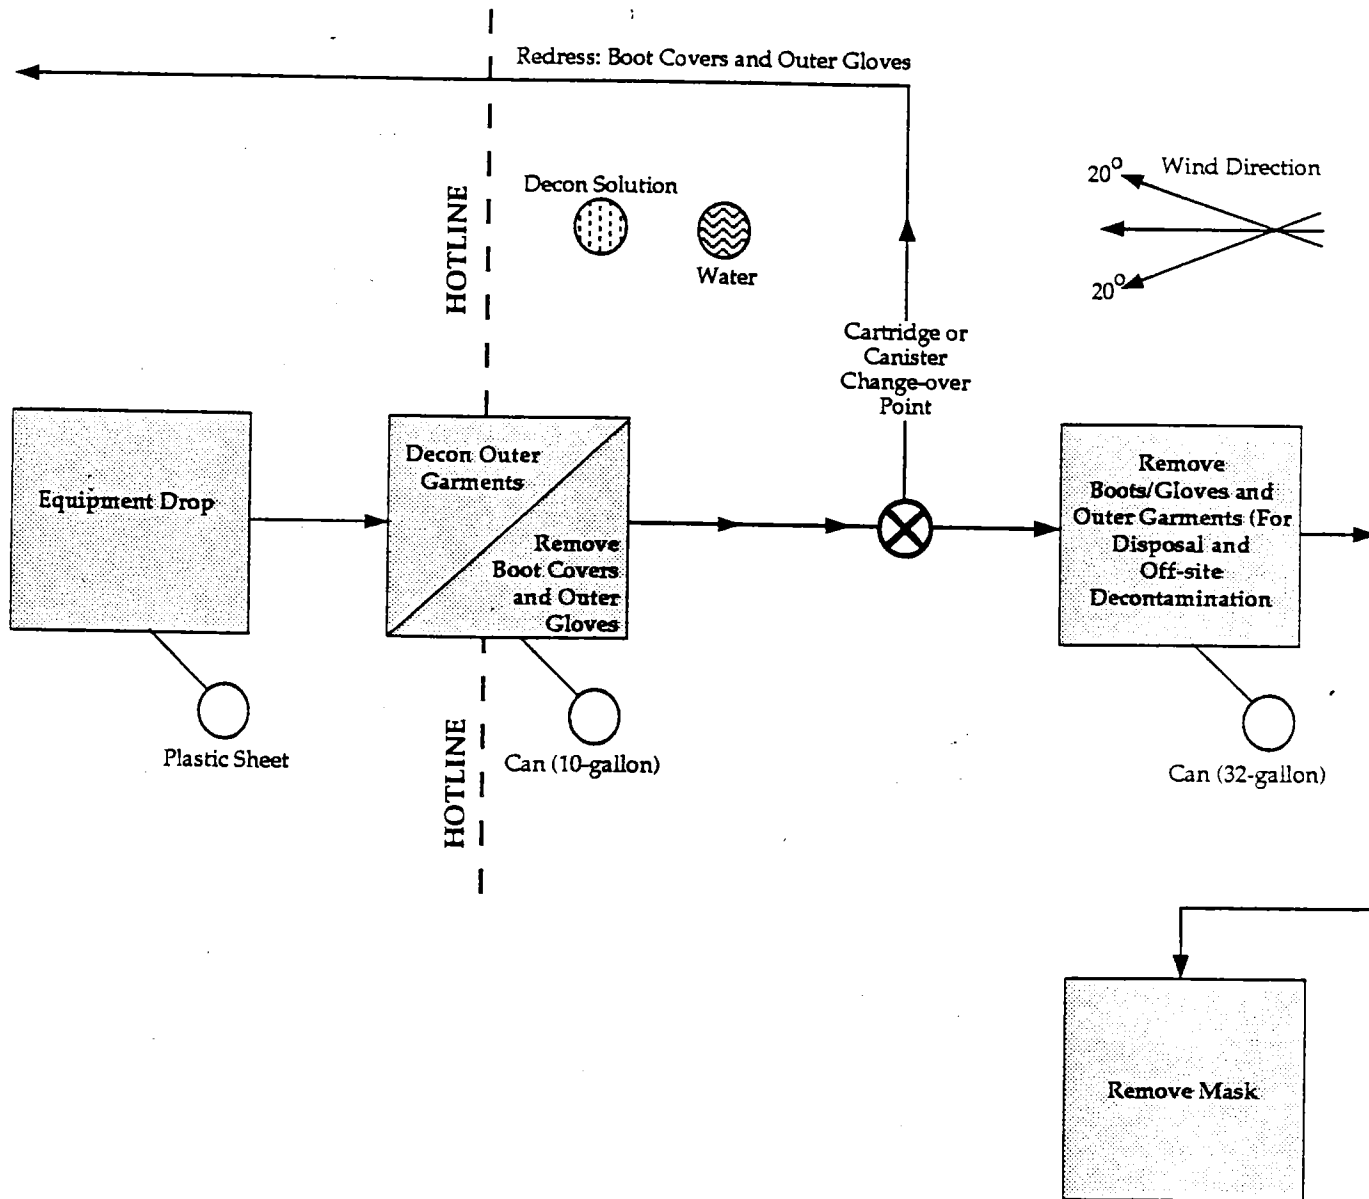 Redress: Boot Covers and Outer Gloves
20° Wind Direction
20°
Decon Solution
Water
HOTLINE
Cartridge or
Canister
Change-over
Point
Equipment Drop
Decon Outer
Garments
Remove
Boot Covers
and Outer
Gloves
Remove
Boots/Gloves and
Outer Garments (For
Disposal and
Off-site
Decontamination
Plastic Sheet
HOTLINE
Can (10-gallon)
Can (32-gallon)
Remove Mask